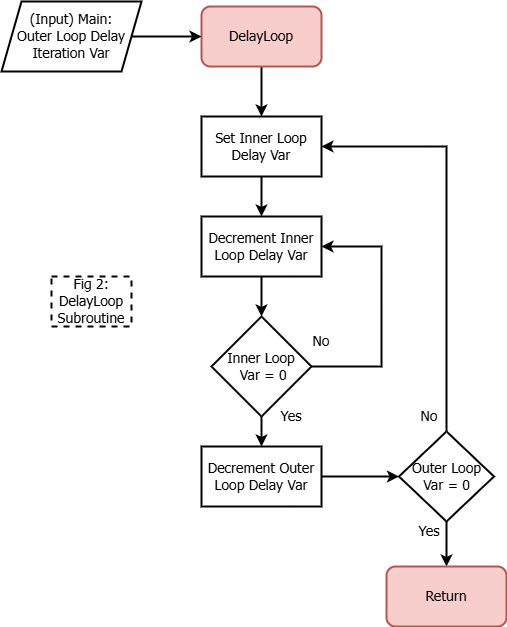 (Input) Main:
Outer Loop Delay
Iteration Var
DelayLoop
Set Inner Loop
Delay Var
Decrement Inner
Loop Delay Var
Fig 2:
DelayLoop
Subroutine
No
Inner Loop
Var = 0
Yes
No
Decrement Outer
Loop Delay Var
Outer Loop
Var = 0
Yes
Return